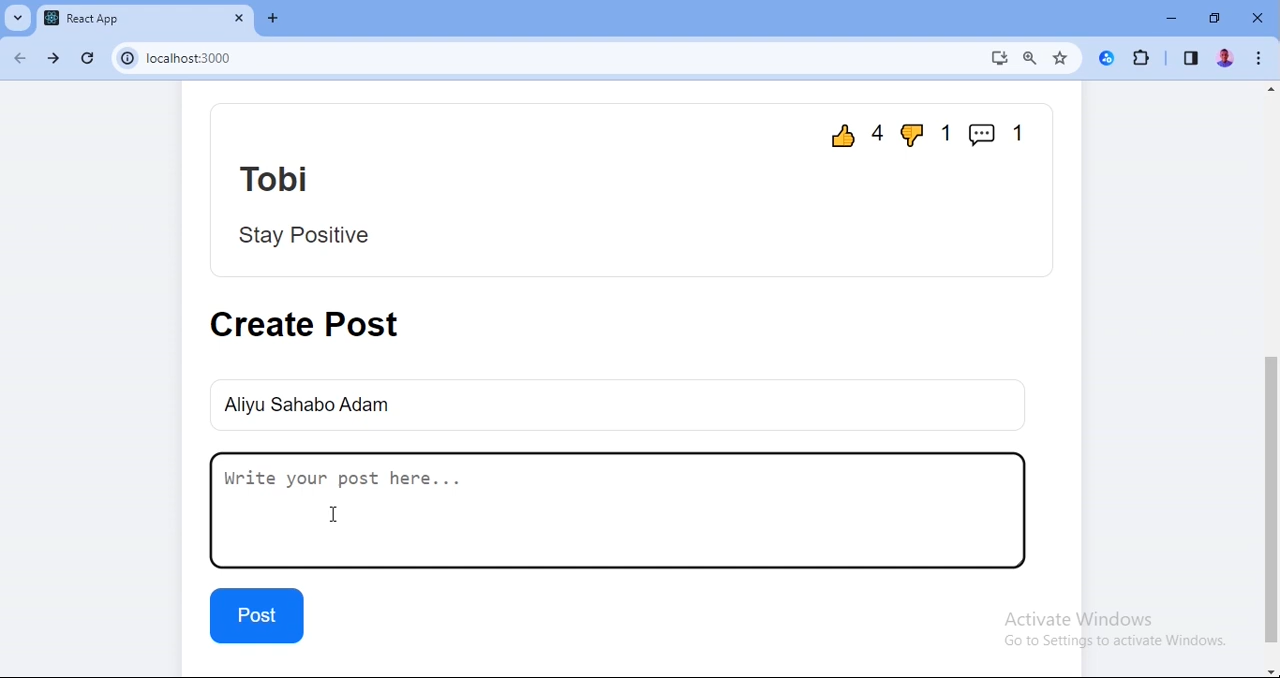 React App
localhost:3000
4 1 1
Tobi
Stay Positive
Create Post
Aliyu Sahabo Adam
Write your post here...
Post
Activate Windows
Go to Settings to activate Windows.